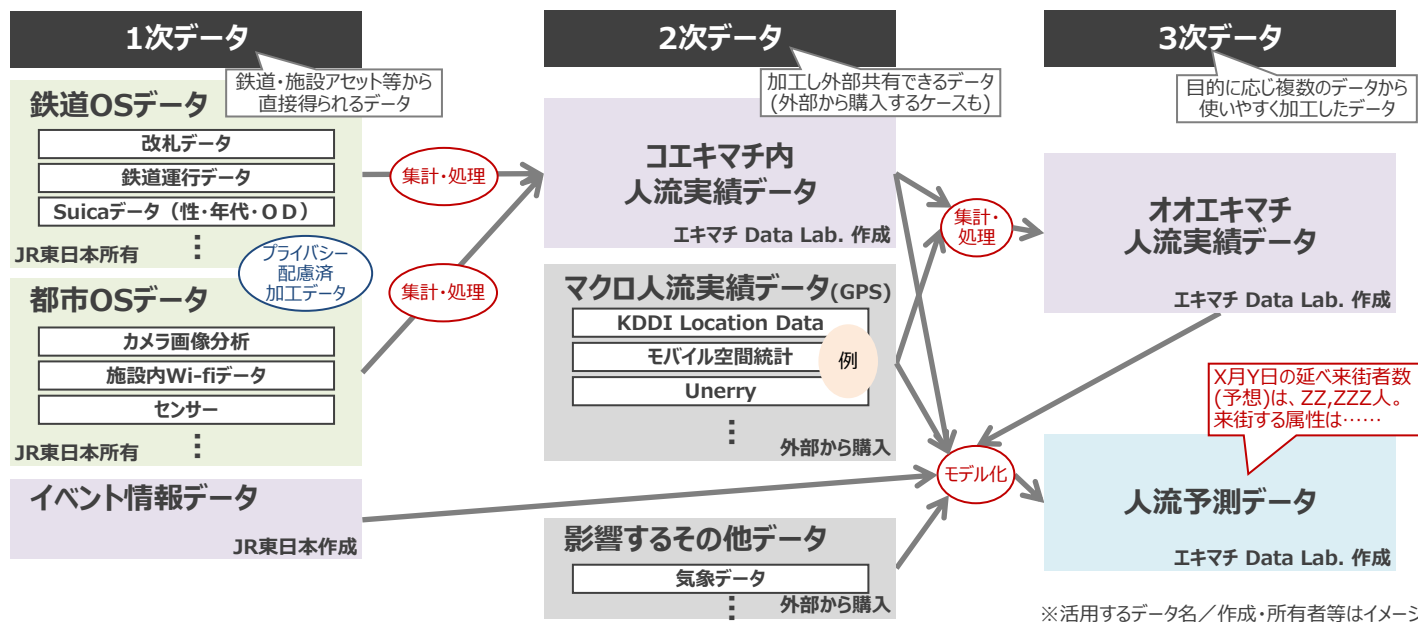 1次データ
鉄道・施設アセット等から
直接得られるデータ
鉄道OSデータ
改札データ
鉄道運行データ
Suicaデータ（性・年代・ＯＤ）
⋮
JR東日本所有
プライバシー
配慮済
加工データ
都市OSデータ
カメラ画像分析
施設内Wi-fiデータ
センサー
⋮
JR東日本所有
イベント情報データ
JR東日本作成
集計・処理
集計・処理
2次データ
加工し外部共有できるデータ
(外部から購入するケースも)
コエキマチ内
人流実績データ
エキマチ Data Lab. 作成
マクロ人流実績データ(GPS)
KDDI Location Data
モバイル空間統計
Unerry
例
⋮
外部から購入
影響するその他データ
気象データ
⋮
外部から購入
集計・
処理
モデル化
3次データ
目的に応じ複数のデータから
使いやすく加工したデータ
オオエキマチ
人流実績データ
エキマチ Data Lab. 作成
X月Y日の延べ来街者数
(予想)は、ZZ,ZZZ人。
来街する属性は……
人流予測データ
エキマチ Data Lab. 作成
※活用するデータ名／作成・所有者等はイメージ